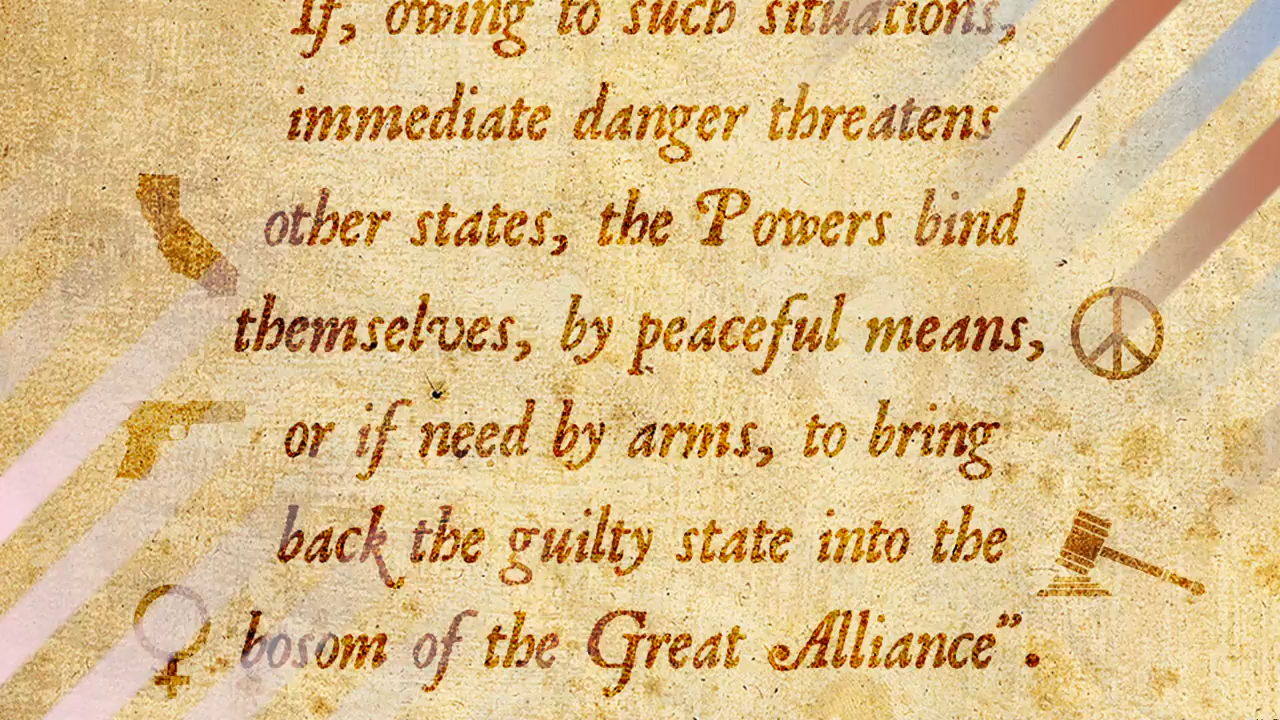 If, owing to such situations,
immediate danger threatens
other states, the Powers bind
themselves, by peaceful means,
or if need by arms, to bring
back the guilty state into the
bosom of the Great Alliance”.